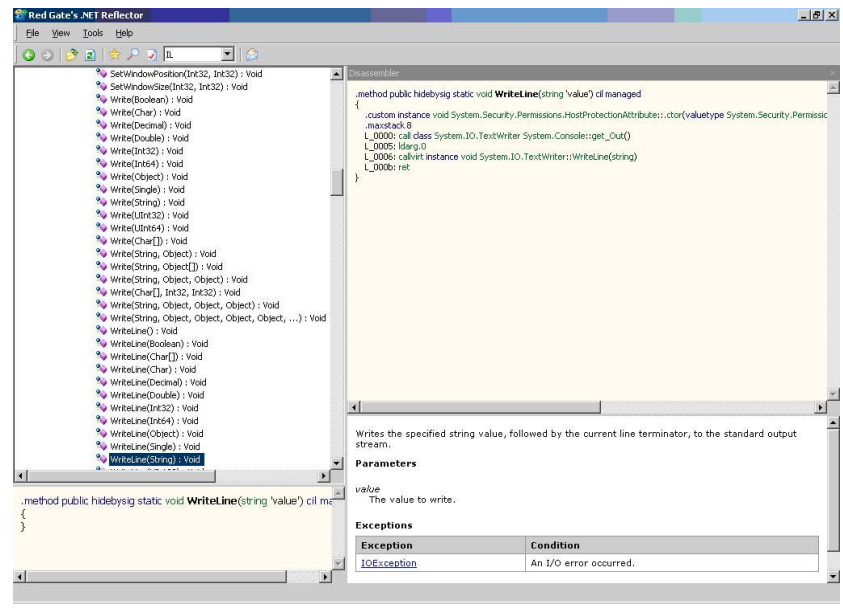 Red Gate's .NET Reflector
File View Tools Help
IL
SetWindowPosition(Int32, Int32) : Void
SetWindowSize(Int32, Int32) : Void
Write(Boolean) : Void
Write(Char) : Void
Write(Decimal) : Void
Write(Double) : Void
Write(Int32) : Void
Write(Int64) : Void
Write(Object) : Void
Write(Single) : Void
Write(String) : Void
Write(UInt32) : Void
Write(UInt64) : Void
Write(Char[]) : Void
Write(String, Object) : Void
Write(String, Object[]) : Void
Write(String, Object, Object) : Void
Write(Char[], Int32, Int32) : Void
Write(String, Object, Object, Object) : Void
Write(String, Object, Object, Object, Object, ...) : Void
WriteLine() : Void
WriteLine(Boolean) : Void
WriteLine(Char[]) : Void
WriteLine(Char) : Void
WriteLine(Decimal) : Void
WriteLine(Double) : Void
WriteLine(Int32) : Void
WriteLine(Int64) : Void
WriteLine(Object) : Void
WriteLine(Single) : Void
WriteLine(String) : Void
.method public hidebysig static void WriteLine(string 'value') cil ma
{
}
Disassembler
.method public hidebysig static void WriteLine(string 'value') cil managed
{
.custom instance void System.Security.Permissions.HostProtectionAttribute::.ctor(valuetype System.Security.Permissic
.maxstack 8
L_0000: call class System.IO.TextWriter System.Console::get_Out()
L_0005: ldarg.0
L_0006: callvirt instance void System.IO.TextWriter::WriteLine(string)
L_000b: ret
}
Writes the specified string value, followed by the current line terminator, to the standard output
stream.
Parameters
value
The value to write.
Exceptions
Exception Condition
IOException An I/O error occurred.